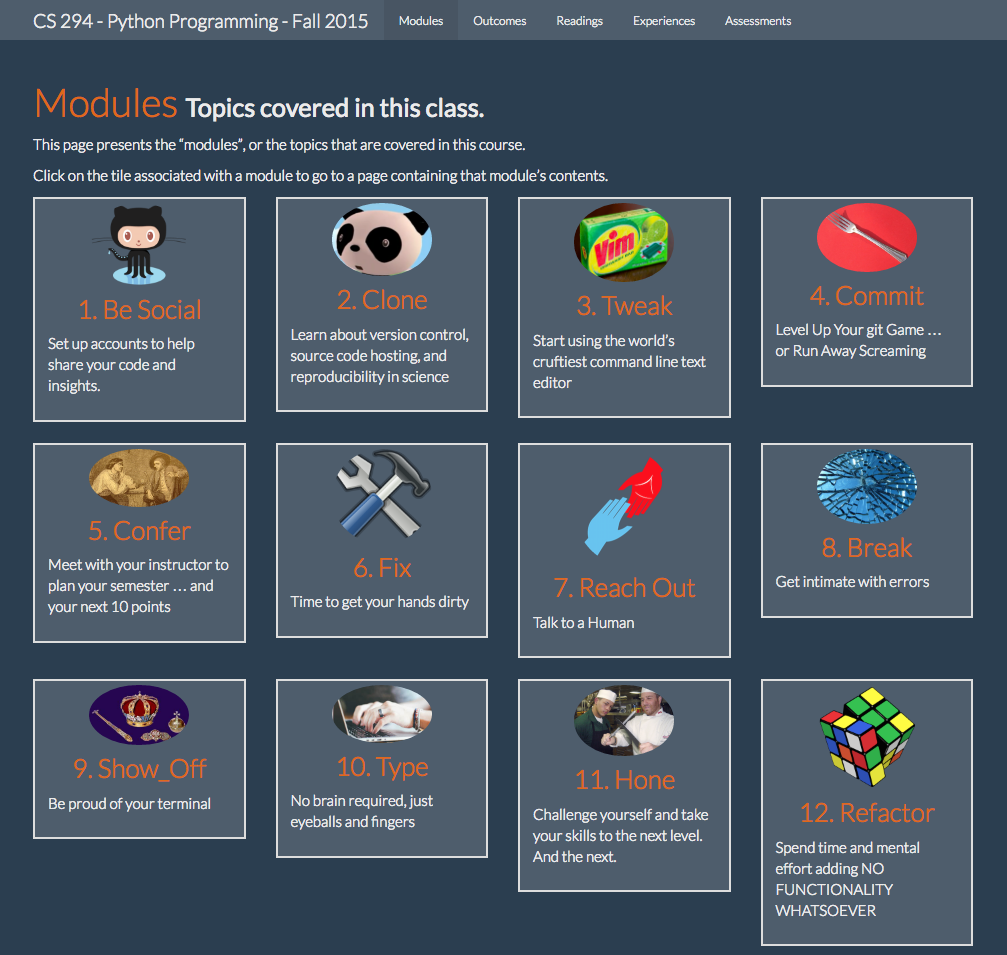 CS 294 - Python Programming - Fall 2015
Modules
Outcomes
Readings
Experiences
Assessments
Modules Topics covered in this class.
This page presents the “modules”, or the topics that are covered in this course.
Click on the tile associated with a module to go to a page containing that module’s contents.
1. Be Social
Set up accounts to help
share your code and
insights.
2. Clone
Learn about version control,
source code hosting, and
reproducibility in science
Vim
3. Tweak
Start using the world’s
cruftiest command line text
editor
4. Commit
Level Up Your git Game …
or Run Away Screaming
5. Confer
Meet with your instructor to
plan your semester … and
your next 10 points
6. Fix
Time to get your hands dirty
7. Reach Out
Talk to a Human
8. Break
Get intimate with errors
9. Show_Off
Be proud of your terminal
10. Type
No brain required, just
eyeballs and fingers
11. Hone
Challenge yourself and take
your skills to the next level.
And the next.
12. Refactor
Spend time and mental
effort adding NO
FUNCTIONALITY
WHATSOEVER